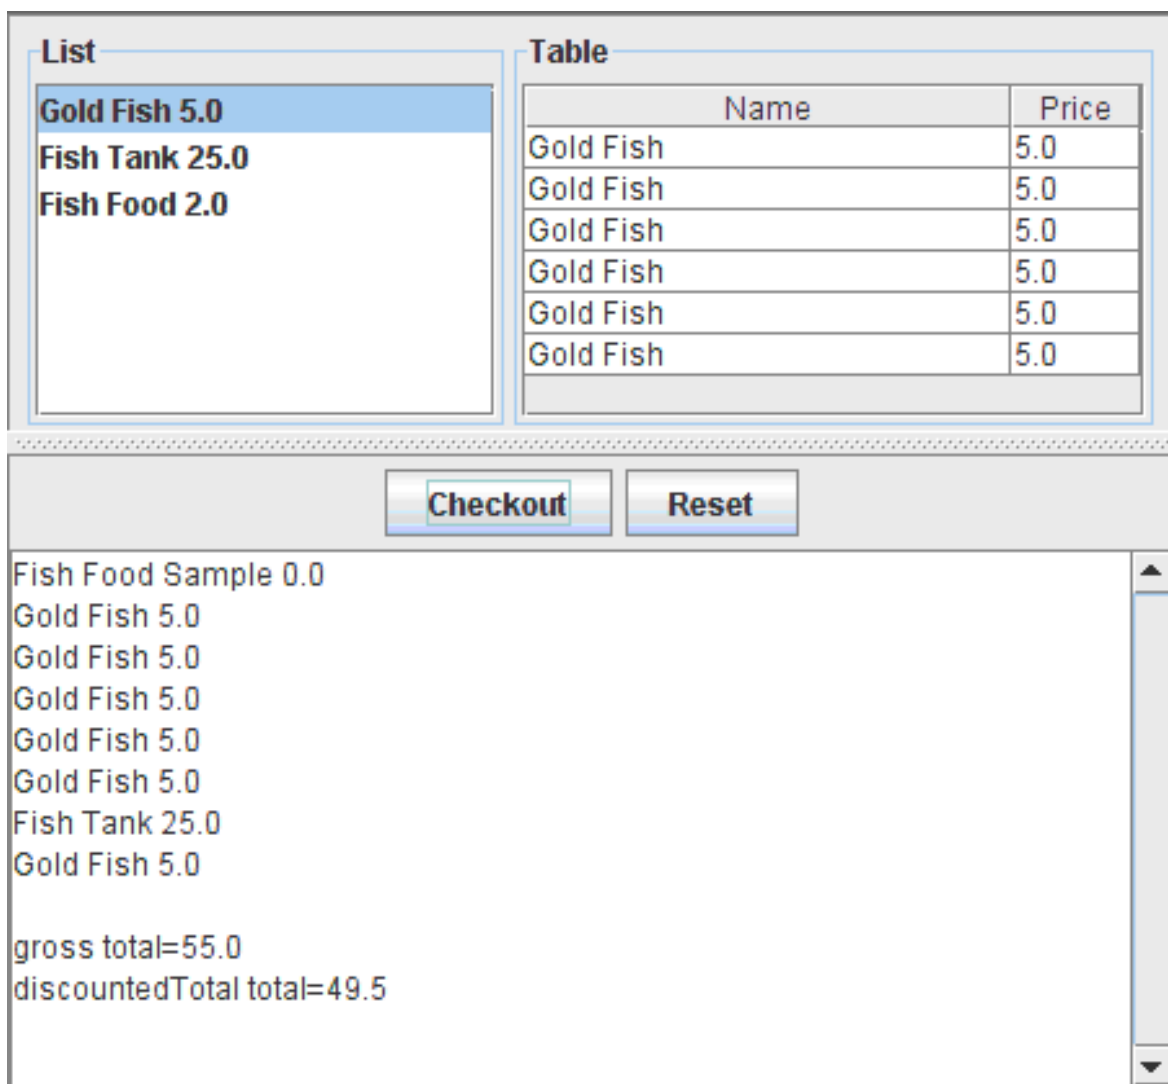 List
Gold Fish 5.0
Fish Tank 25.0
Fish Food 2.0
Table
Name Price
Gold Fish 5.0
Gold Fish 5.0
Gold Fish 5.0
Gold Fish 5.0
Gold Fish 5.0
Gold Fish 5.0
Checkout Reset
Fish Food Sample 0.0
Gold Fish 5.0
Gold Fish 5.0
Gold Fish 5.0
Gold Fish 5.0
Gold Fish 5.0
Fish Tank 25.0
Gold Fish 5.0
gross total=55.0
discountedTotal total=49.5